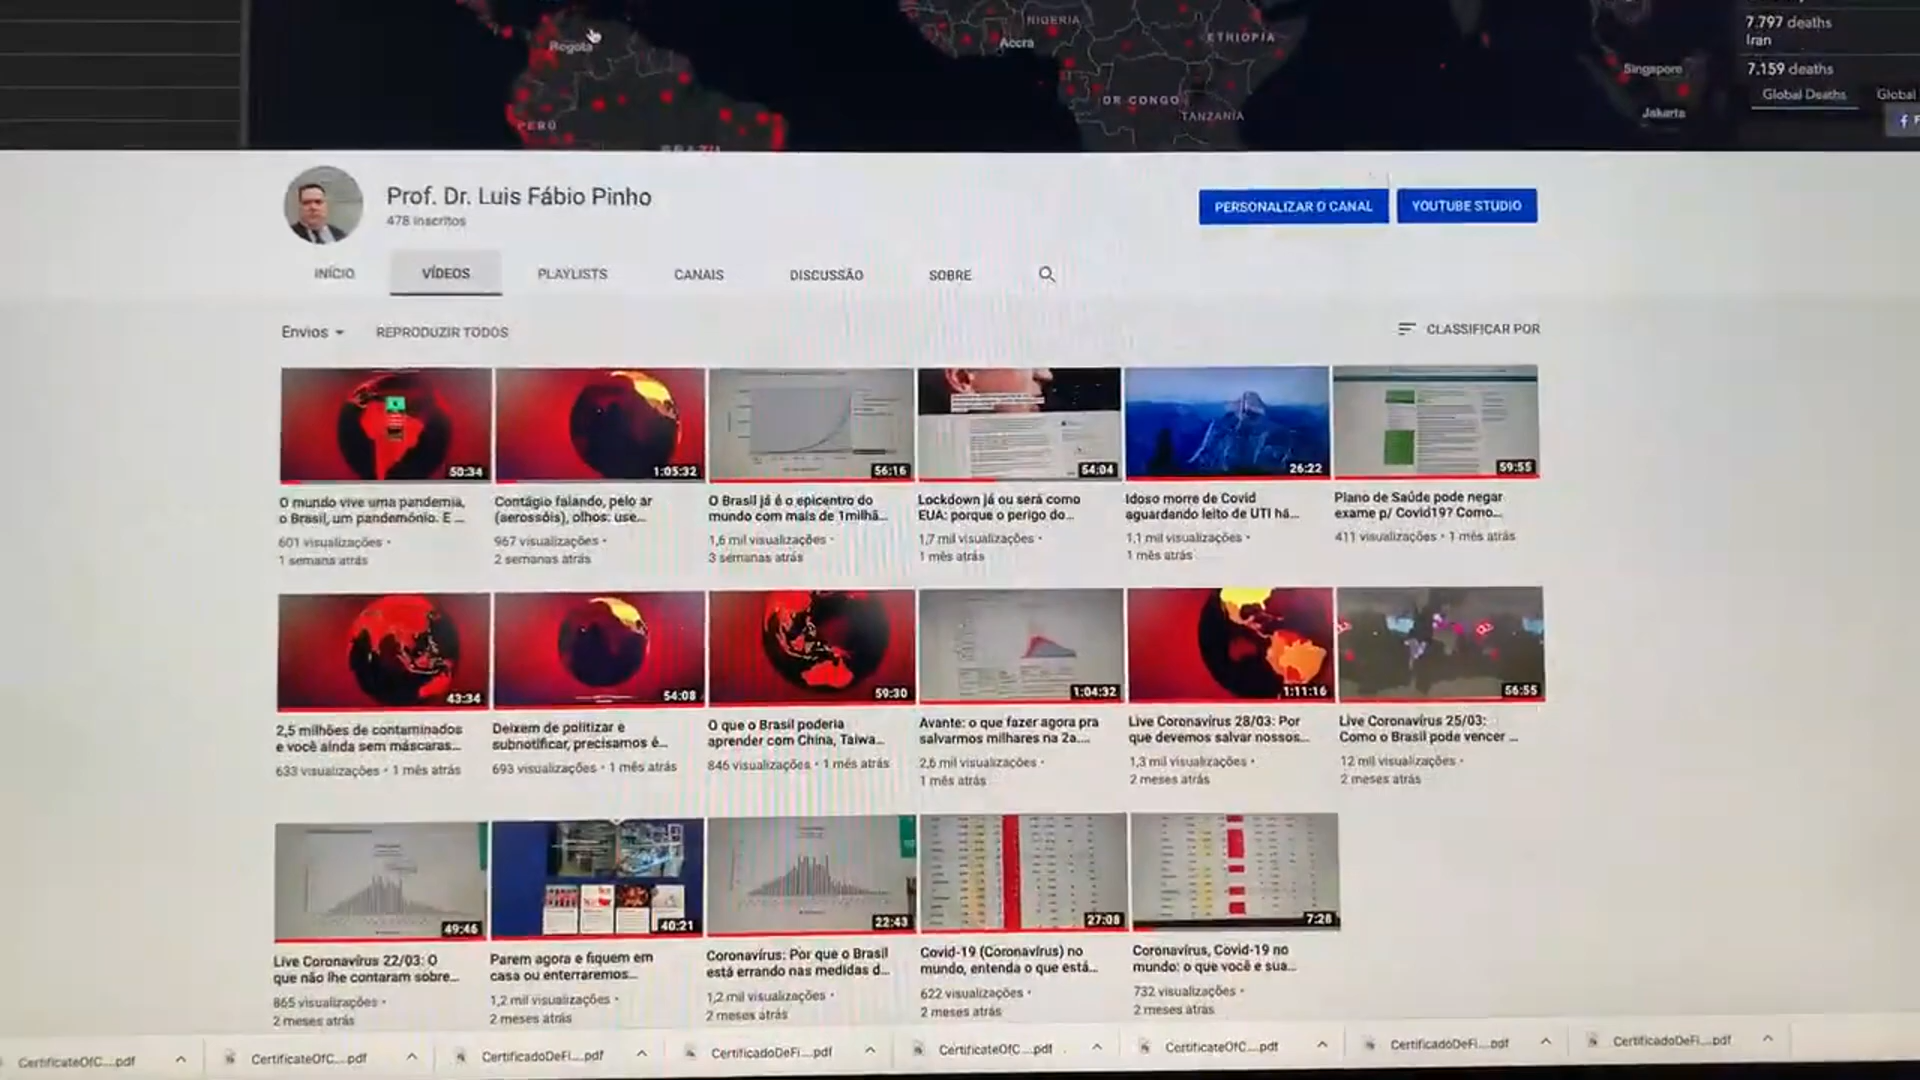 NIGERIA
ETHIOPIA
Bogotá
Accra
7.797 deaths
Iran
Singapore
7.159 deaths
DR CONGO
Global Deaths
Global
PERÚ
TANZANIA
Jakarta
BRAZIL
Prof. Dr. Luis Fábio Pinho
478 inscritos
PERSONALIZAR O CANAL
YOUTUBE STUDIO
INÍCIO
VÍDEOS
PLAYLISTS
CANAIS
DISCUSSÃO
SOBRE
Envios
REPRODUZIR TODOS
CLASSIFICAR POR
50:34
1:05:32
56:16
54:04
26:22
59:55
O mundo vive uma pandemia,
o Brasil, um pandemônio. E ...
601 visualizações •
1 semana atrás
Contágio falando, pelo ar
(aerossóis), olhos: use...
967 visualizações •
2 semanas atrás
O Brasil já é o epicentro do
mundo com mais de 1milhã...
1,6 mil visualizações •
3 semanas atrás
Lockdown já ou será como
EUA: porque o perigo do...
1,7 mil visualizações •
1 mês atrás
Idoso morre de Covid
aguardando leito de UTI há...
1,1 mil visualizações •
1 mês atrás
Plano de Saúde pode negar
exame p/ Covid19? Como...
411 visualizações • 1 mês atrás
43:34
54:08
59:30
1:04:32
1:11:16
56:55
2,5 milhões de contaminados
e você ainda sem máscaras...
633 visualizações • 1 mês atrás
Deixem de politizar e
subnotificar, precisamos é...
693 visualizações • 1 mês atrás
O que o Brasil poderia
aprender com China, Taiwa...
846 visualizações • 1 mês atrás
Avante: o que fazer agora pra
salvarmos milhares na 2a....
2,6 mil visualizações •
1 mês atrás
Live Coronavírus 28/03: Por
que devemos salvar nossos...
1,3 mil visualizações •
2 meses atrás
Live Coronavírus 25/03:
Como o Brasil pode vencer ...
12 mil visualizações •
2 meses atrás
49:46
40:21
22:43
27:08
7:28
Live Coronavírus 22/03: O
que não lhe contaram sobre...
865 visualizações •
2 meses atrás
Parem agora e fiquem em
casa ou enterraremos...
1,2 mil visualizações •
2 meses atrás
Coronavírus: Por que o Brasil
está errando nas medidas d...
1,2 mil visualizações •
2 meses atrás
Covid-19 (Coronavírus) no
mundo, entenda o que está...
622 visualizações •
2 meses atrás
Coronavírus, Covid-19 no
mundo: o que você e sua...
732 visualizações •
2 meses atrás
CertificateOfC....pdf
CertificateOfC....pdf
CertificadoDeFi....pdf
CertificadoDeFi....pdf
CertificateOfC....pdf
CertificateOfC....pdf
CertificadoDeFi....pdf
CertificadoDeFi....pdf